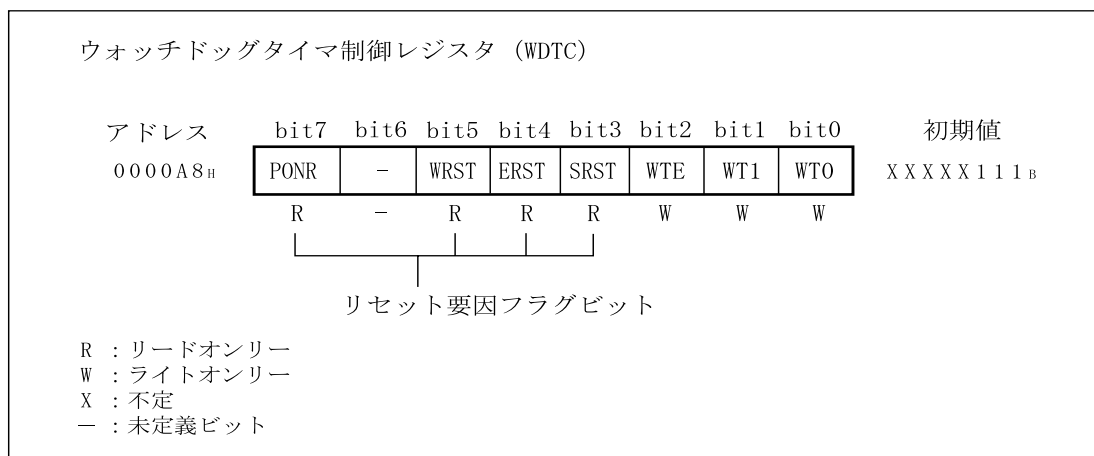 ウォッチドッグタイマ制御レジスタ (WDTC)
アドレス bit7 bit6 bit5 bit4 bit3 bit2 bit1 bit0 初期値
0000A8H PONR - WRST ERST SRST WTE WT1 WT0 XXXXX111B
R - R R R W W W
リセット要因フラグビット
R :リードオンリー
W :ライトオンリー
X :不定
- :未定義ビット